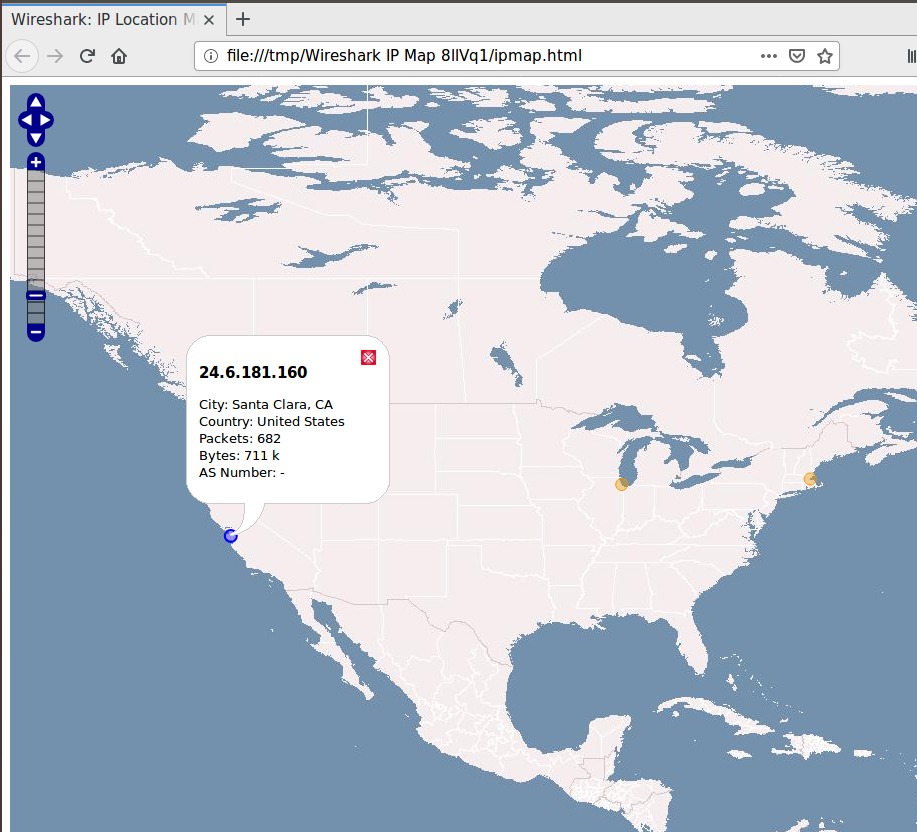 Wireshark: IP Location M
file:///tmp/Wireshark IP Map 8llVq1/ipmap.html
24.6.181.160
City: Santa Clara, CA
Country: United States
Packets: 682
Bytes: 711 k
AS Number: -